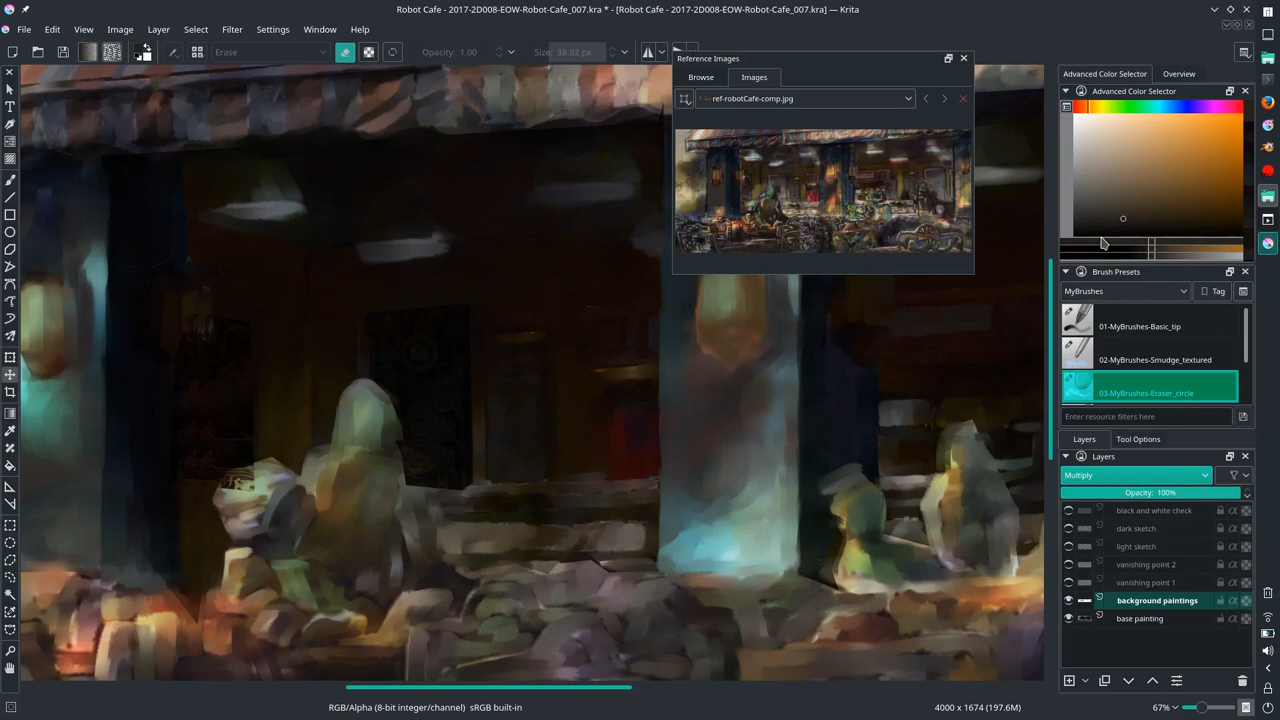 Robot Cafe - 2017-2D008-EOW-Robot-Cafe_007.kra * - [Robot Cafe - 2017-2D008-EOW-Robot-Cafe_007.kra] — Krita
File Edit View Image Layer Select Filter Settings Window Help
Erase Opacity: 1.00 Size: 38.82 px
Reference Images
Browse Images
ref-robotCafe-comp.jpg
Advanced Color Selector Overview
Advanced Color Selector
Brush Presets
MyBrushes Tag
01-MyBrushes-Basic_tip
02-MyBrushes-Smudge_textured
03-MyBrushes-Eraser_circle
Enter resource filters here
Layers Tool Options
Layers
Multiply
Opacity: 100%
black and white check
dark sketch
light sketch
vanishing point 2
vanishing point 1
background paintings
base painting
RGB/Alpha (8-bit integer/channel) sRGB built-in
4000 x 1674 (197.6M)
67%